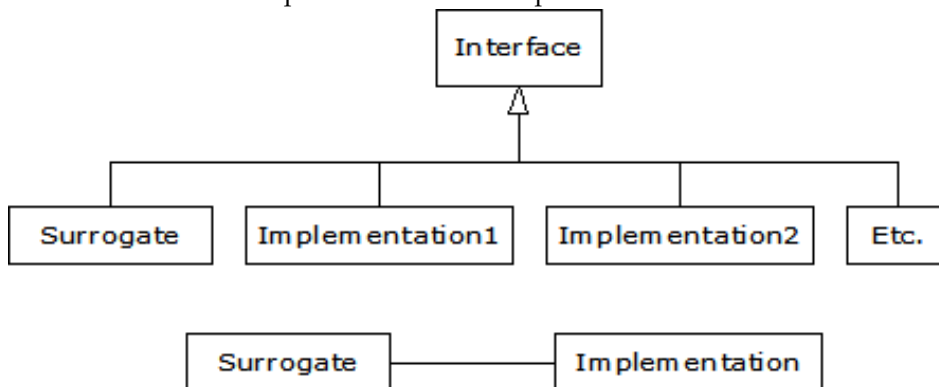 Interface
Surrogate
Implementation1
Implementation2
Etc.
Surrogate
Implementation